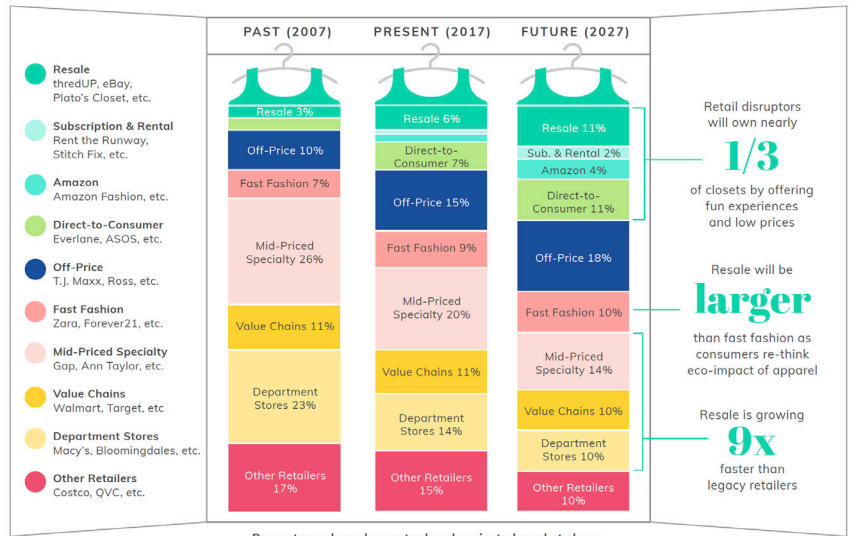 PAST (2007)
PRESENT (2017)
FUTURE (2027)
Resale
thredUP, eBay,
Plato's Closet, etc.
Subscription & Rental
Rent the Runway,
Stitch Fix, etc.
Amazon
Amazon Fashion, etc.
Direct-to-Consumer
Everlane, ASOS, etc.
Off-Price
T.J. Maxx, Ross, etc.
Fast Fashion
Zara, Forever21, etc.
Mid-Priced Specialty
Gap, Ann Taylor, etc.
Value Chains
Walmart, Target, etc
Department Stores
Macy's, Bloomingdales, etc.
Other Retailers
Costco, QVC, etc.
Resale 3%
Off-Price 10%
Fast Fashion 7%
Mid-Priced
Specialty 26%
Value Chains 11%
Department
Stores 23%
Other Retailers
17%
Resale 6%
Direct-to-
Consumer 7%
Off-Price 15%
Fast Fashion 9%
Mid-Priced
Specialty 20%
Value Chains 11%
Department
Stores 14%
Other Retailers
15%
Resale 11%
Sub. & Rental 2%
Amazon 4%
Direct-to-
Consumer 11%
Off-Price 18%
Fast Fashion 10%
Mid-Priced
Specialty 14%
Value Chains 10%
Department
Stores 10%
Other Retailers
10%
Retail disruptors
will own nearly
1/3
of closets by offering
fun experiences
and low prices
Resale will be
larger
than fast fashion as
consumers re-think
eco-impact of apparel
Resale is growing
9x
faster than
legacy retailers